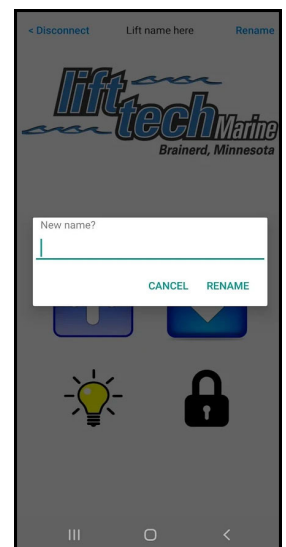 < Disconnect Lift name here Rename
lift
tech Marine
Brainerd, Minnesota
New name?
CANCEL RENAME